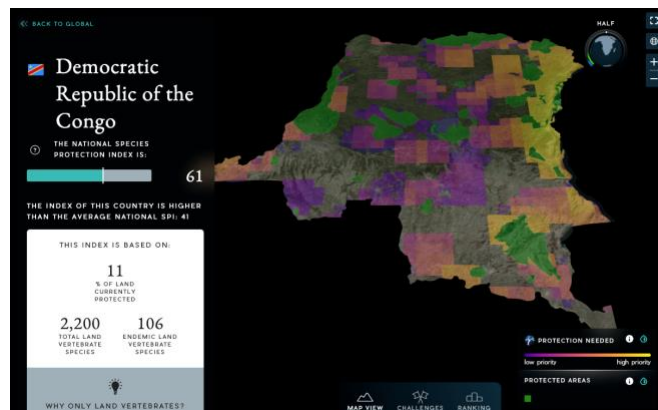 BACK TO GLOBAL
Democratic
Republic of the
Congo
THE NATIONAL SPECIES
PROTECTION INDEX IS:
61
THE INDEX OF THIS COUNTRY IS HIGHER
THAN THE AVERAGE NATIONAL SPI: 41
THIS INDEX IS BASED ON:
11
% OF LAND
CURRENTLY
PROTECTED
2,200
TOTAL LAND
VERTEBRATE
SPECIES
106
ENDEMIC LAND
VERTEBRATE
SPECIES
WHY ONLY LAND VERTEBRATES?
HALF
PROTECTION NEEDED
low priority
high priority
PROTECTED AREAS
MAP VIEW
CHALLENGES
RANKING